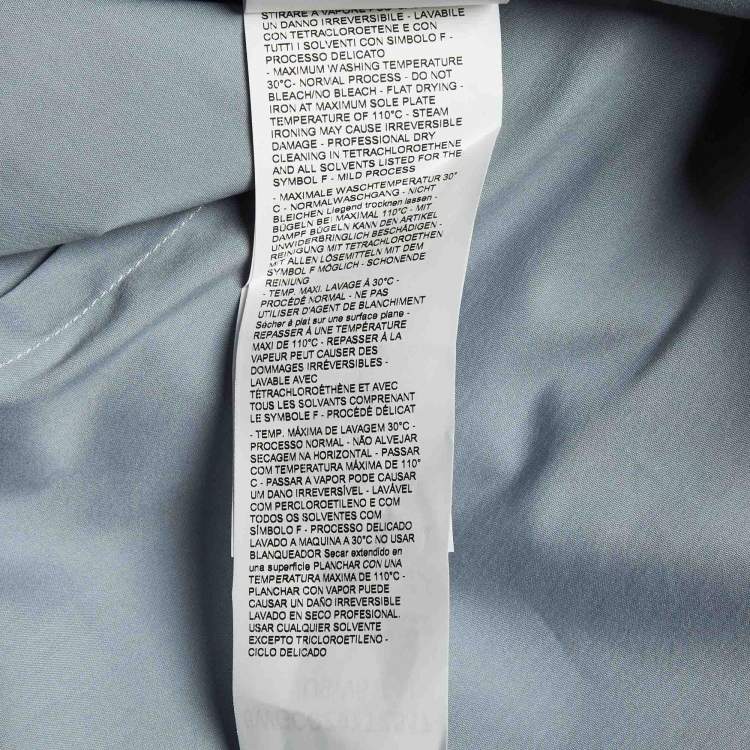 STIRARE A VAPORE PUÒ
UN DANNO IRREVERSIBILE - LAVABILE
CON TETRACLOROETENE E CON
TUTTI I SOLVENTI CON SIMBOLO F -
PROCESSO DELICATO
- MAXIMUM WASHING TEMPERATURE
30°C- NORMAL PROCESS - DO NOT
BLEACH/NO BLEACH - FLAT DRYING -
IRON AT MAXIMUM SOLE PLATE
TEMPERATURE OF 110°C - STEAM
IRONING MAY CAUSE IRREVERSIBLE
DAMAGE - PROFESSIONAL DRY
CLEANING IN TETRACHLOROETHENE
AND ALL SOLVENTS LISTED FOR THE
SYMBOL F - MILD PROCESS
- MAXIMALE WASCHTEMPERATUR 30°
C - NORMALWASCHGANG - NICHT
BLEICHEN Liegend trocknen lassen -
BÜGELN BEI MAXIMAL 110°C - MIT
DAMPF BÜGELN KANN DEN ARTIKEL
UNWIDERBRINGLICH BESCHÄDIGEN -
REINIGUNG MIT TETRACHLOROETHEN
MIT ALLEN LÖSEMITTELN MIT DEM
SYMBOL F MÖGLICH - SCHONENDE
REINIUNG
- TEMP. MAXI. LAVAGE À 30°C -
PROCÉDÉ NORMAL - NE PAS
UTILISER D'AGENT DE BLANCHIMENT
Sécher à plat sur une surface plane -
REPASSER À UNE TEMPÉRATURE
MAXI DE 110°C - REPASSER À LA
VAPEUR PEUT CAUSER DES
DOMMAGES IRRÉVERSIBLES -
LAVABLE AVEC
TÉTRACHLOROÉTHÈNE ET AVEC
TOUS LES SOLVANTS COMPRENANT
LE SYMBOLE F - PROCÉDÉ DÉLICAT
- TEMP. MÁXIMA DE LAVAGEM 30°C -
PROCESSO NORMAL - NÃO ALVEJAR
SECAGEM NA HORIZONTAL - PASSAR
COM TEMPERATURA MÁXIMA DE 110°
C - PASSAR A VAPOR PODE CAUSAR
UM DANO IRREVERSÍVEL - LAVÁVEL
COM PERCLOROETILENO E COM
TODOS OS SOLVENTES COM
SÍMBOLO F - PROCESSO DELICADO
LAVADO A MAQUINA A 30°C NO USAR
BLANQUEADOR Secar extendido en
una superficie PLANCHAR CON UNA
TEMPERATURA MAXIMA DE 110°C -
PLANCHAR CON VAPOR PUEDE
CAUSAR UN DAÑO IRREVERSIBLE
LAVADO EN SECO PROFESIONAL.
USAR CUALQUIER SOLVENTE
EXCEPTO TRICLOROETILENO -
CICLO DELICADO